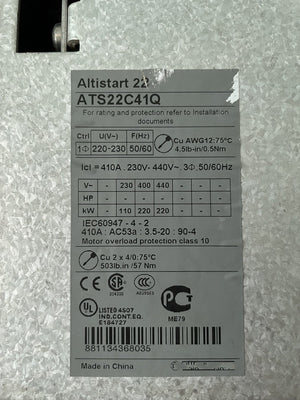 Altistart 22
ATS22C41Q
For rating and protection refer to Installation
documents
Ctrl U(V~) F(Hz)
1Φ 220-230 50/60
Cu AWG12:75°C
4.5lb-in/0.5Nm
Icl = 410A . 230V- 440V~ . 3Φ .50/60Hz
V~ - 230 400 440 - - -
HP - - - - - - -
kW - 110 220 220 - - -
IEC60947 - 4 - 2
410A : AC53a : 3.5-20 : 90-4
Motor overload protection class 10
Cu 2 x 4/0:75°C
503lb.in /57 Nm
LISTED 4S07
IND.CONT.EQ.
E164727
ME79
881134368035
Made in China